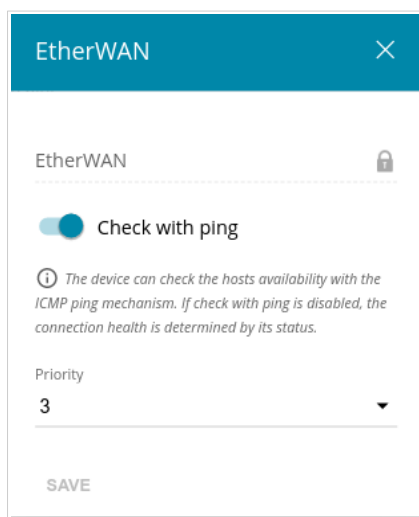 EtherWAN
EtherWAN
Check with ping
The device can check the hosts availability with the
ICMP ping mechanism. If check with ping is disabled, the
connection health is determined by its status.
Priority
3
SAVE